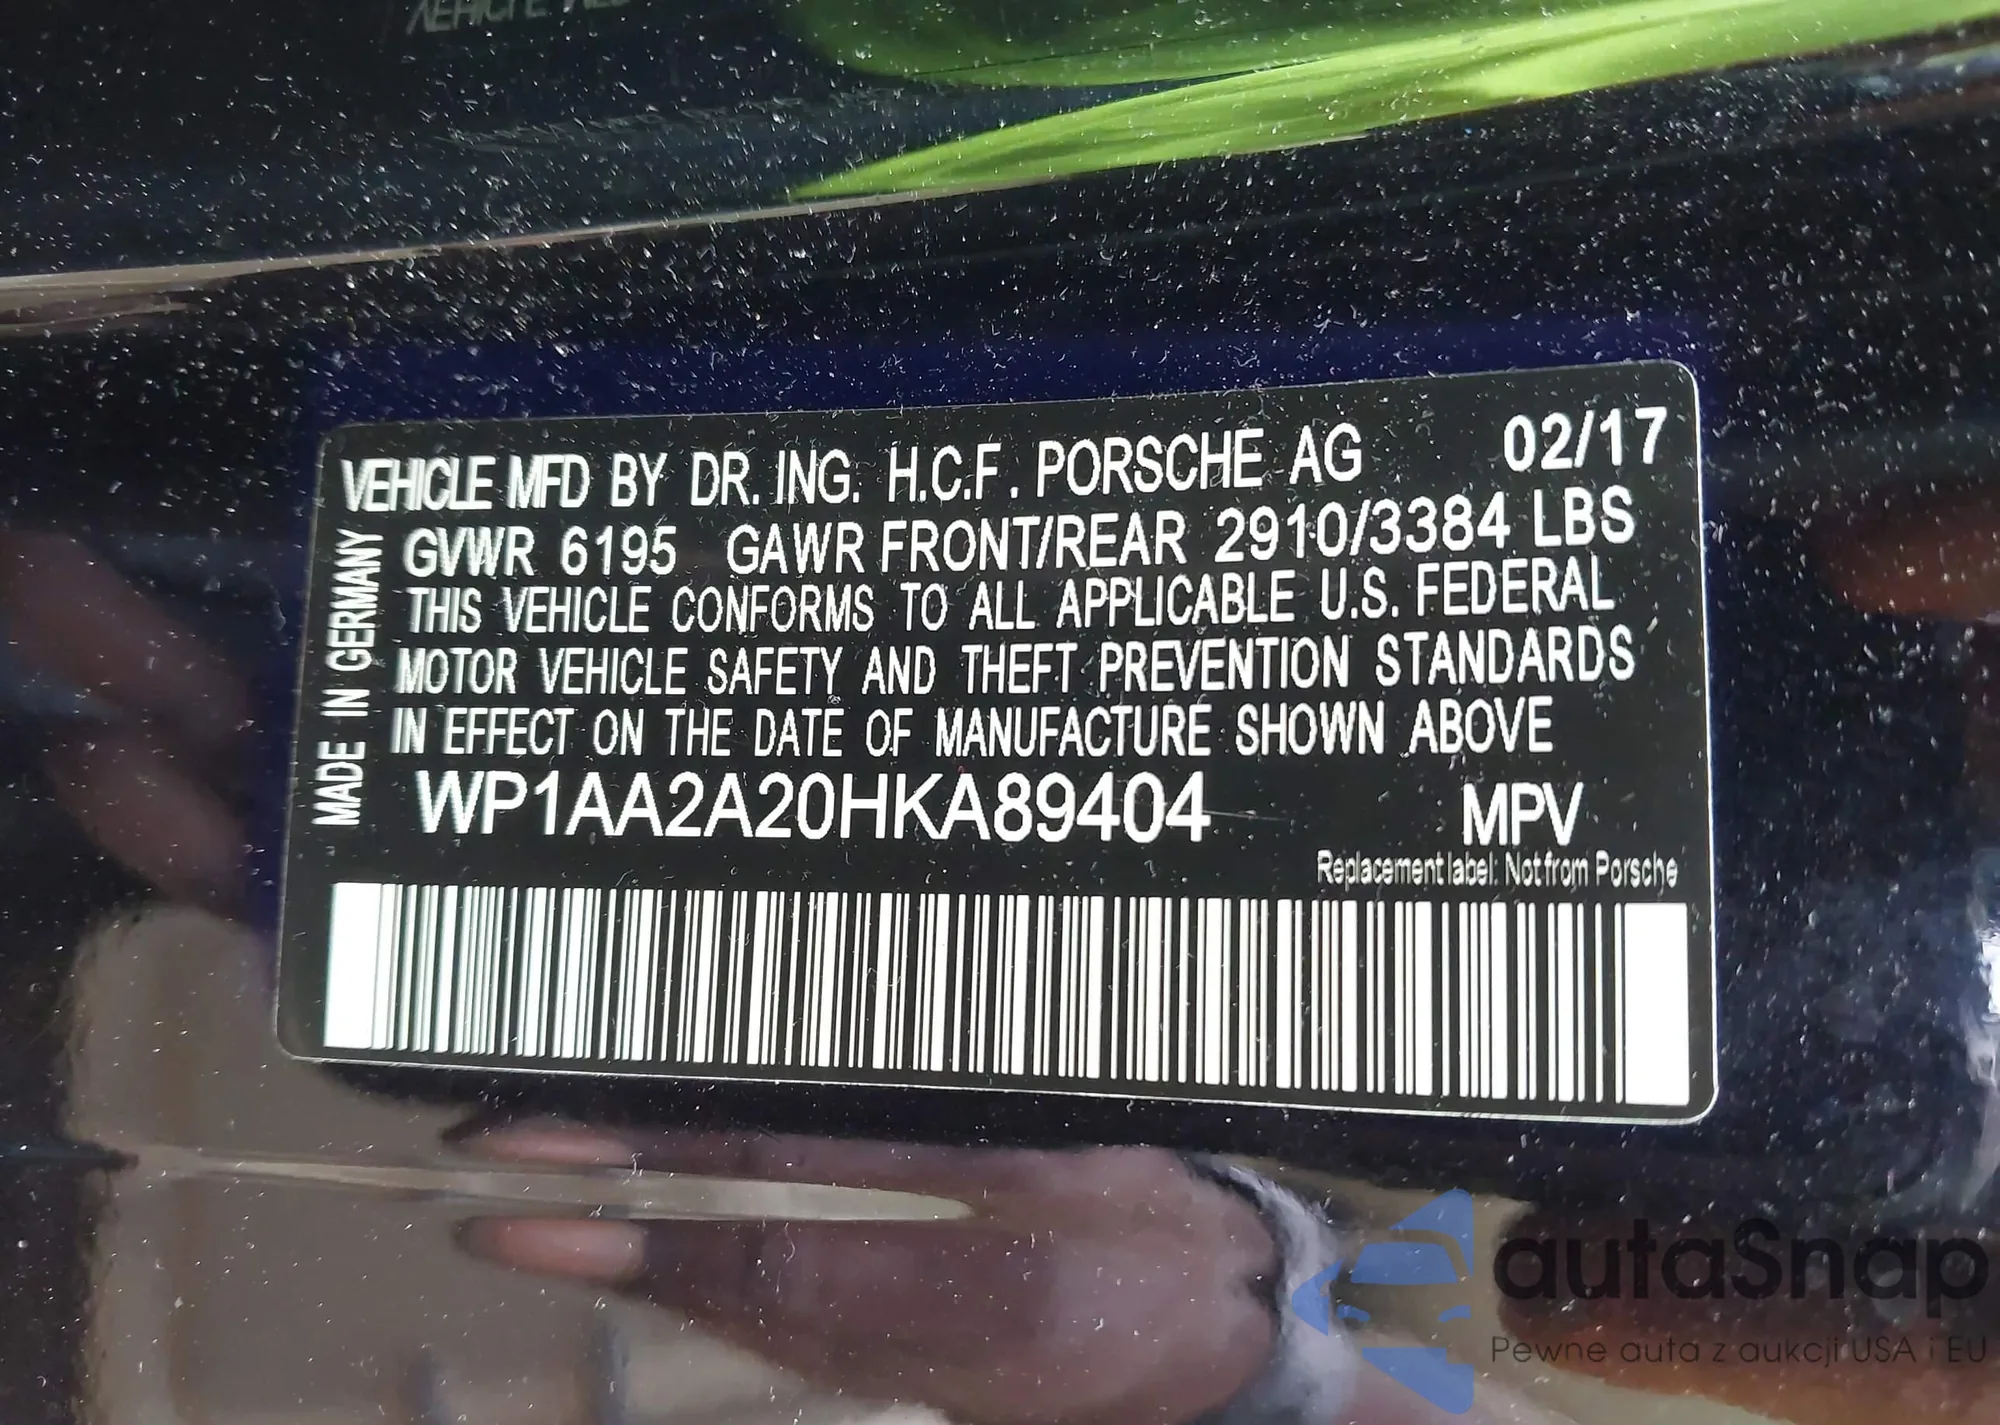 VEHICLE MFD BY DR. ING. H.C.F. PORSCHE AG 02/17
GVWR 6195 GAWR FRONT/REAR 2910/3384 LBS
THIS VEHICLE CONFORMS TO ALL APPLICABLE U.S. FEDERAL
MOTOR VEHICLE SAFETY AND THEFT PREVENTION STANDARDS
IN EFFECT ON THE DATE OF MANUFACTURE SHOWN ABOVE
WP1AA2A20HKA89404 MPV
Replacement label: Not from Porsche
MADE IN GERMANY
autaSnap
Pewne auta z aukcji USA i EU